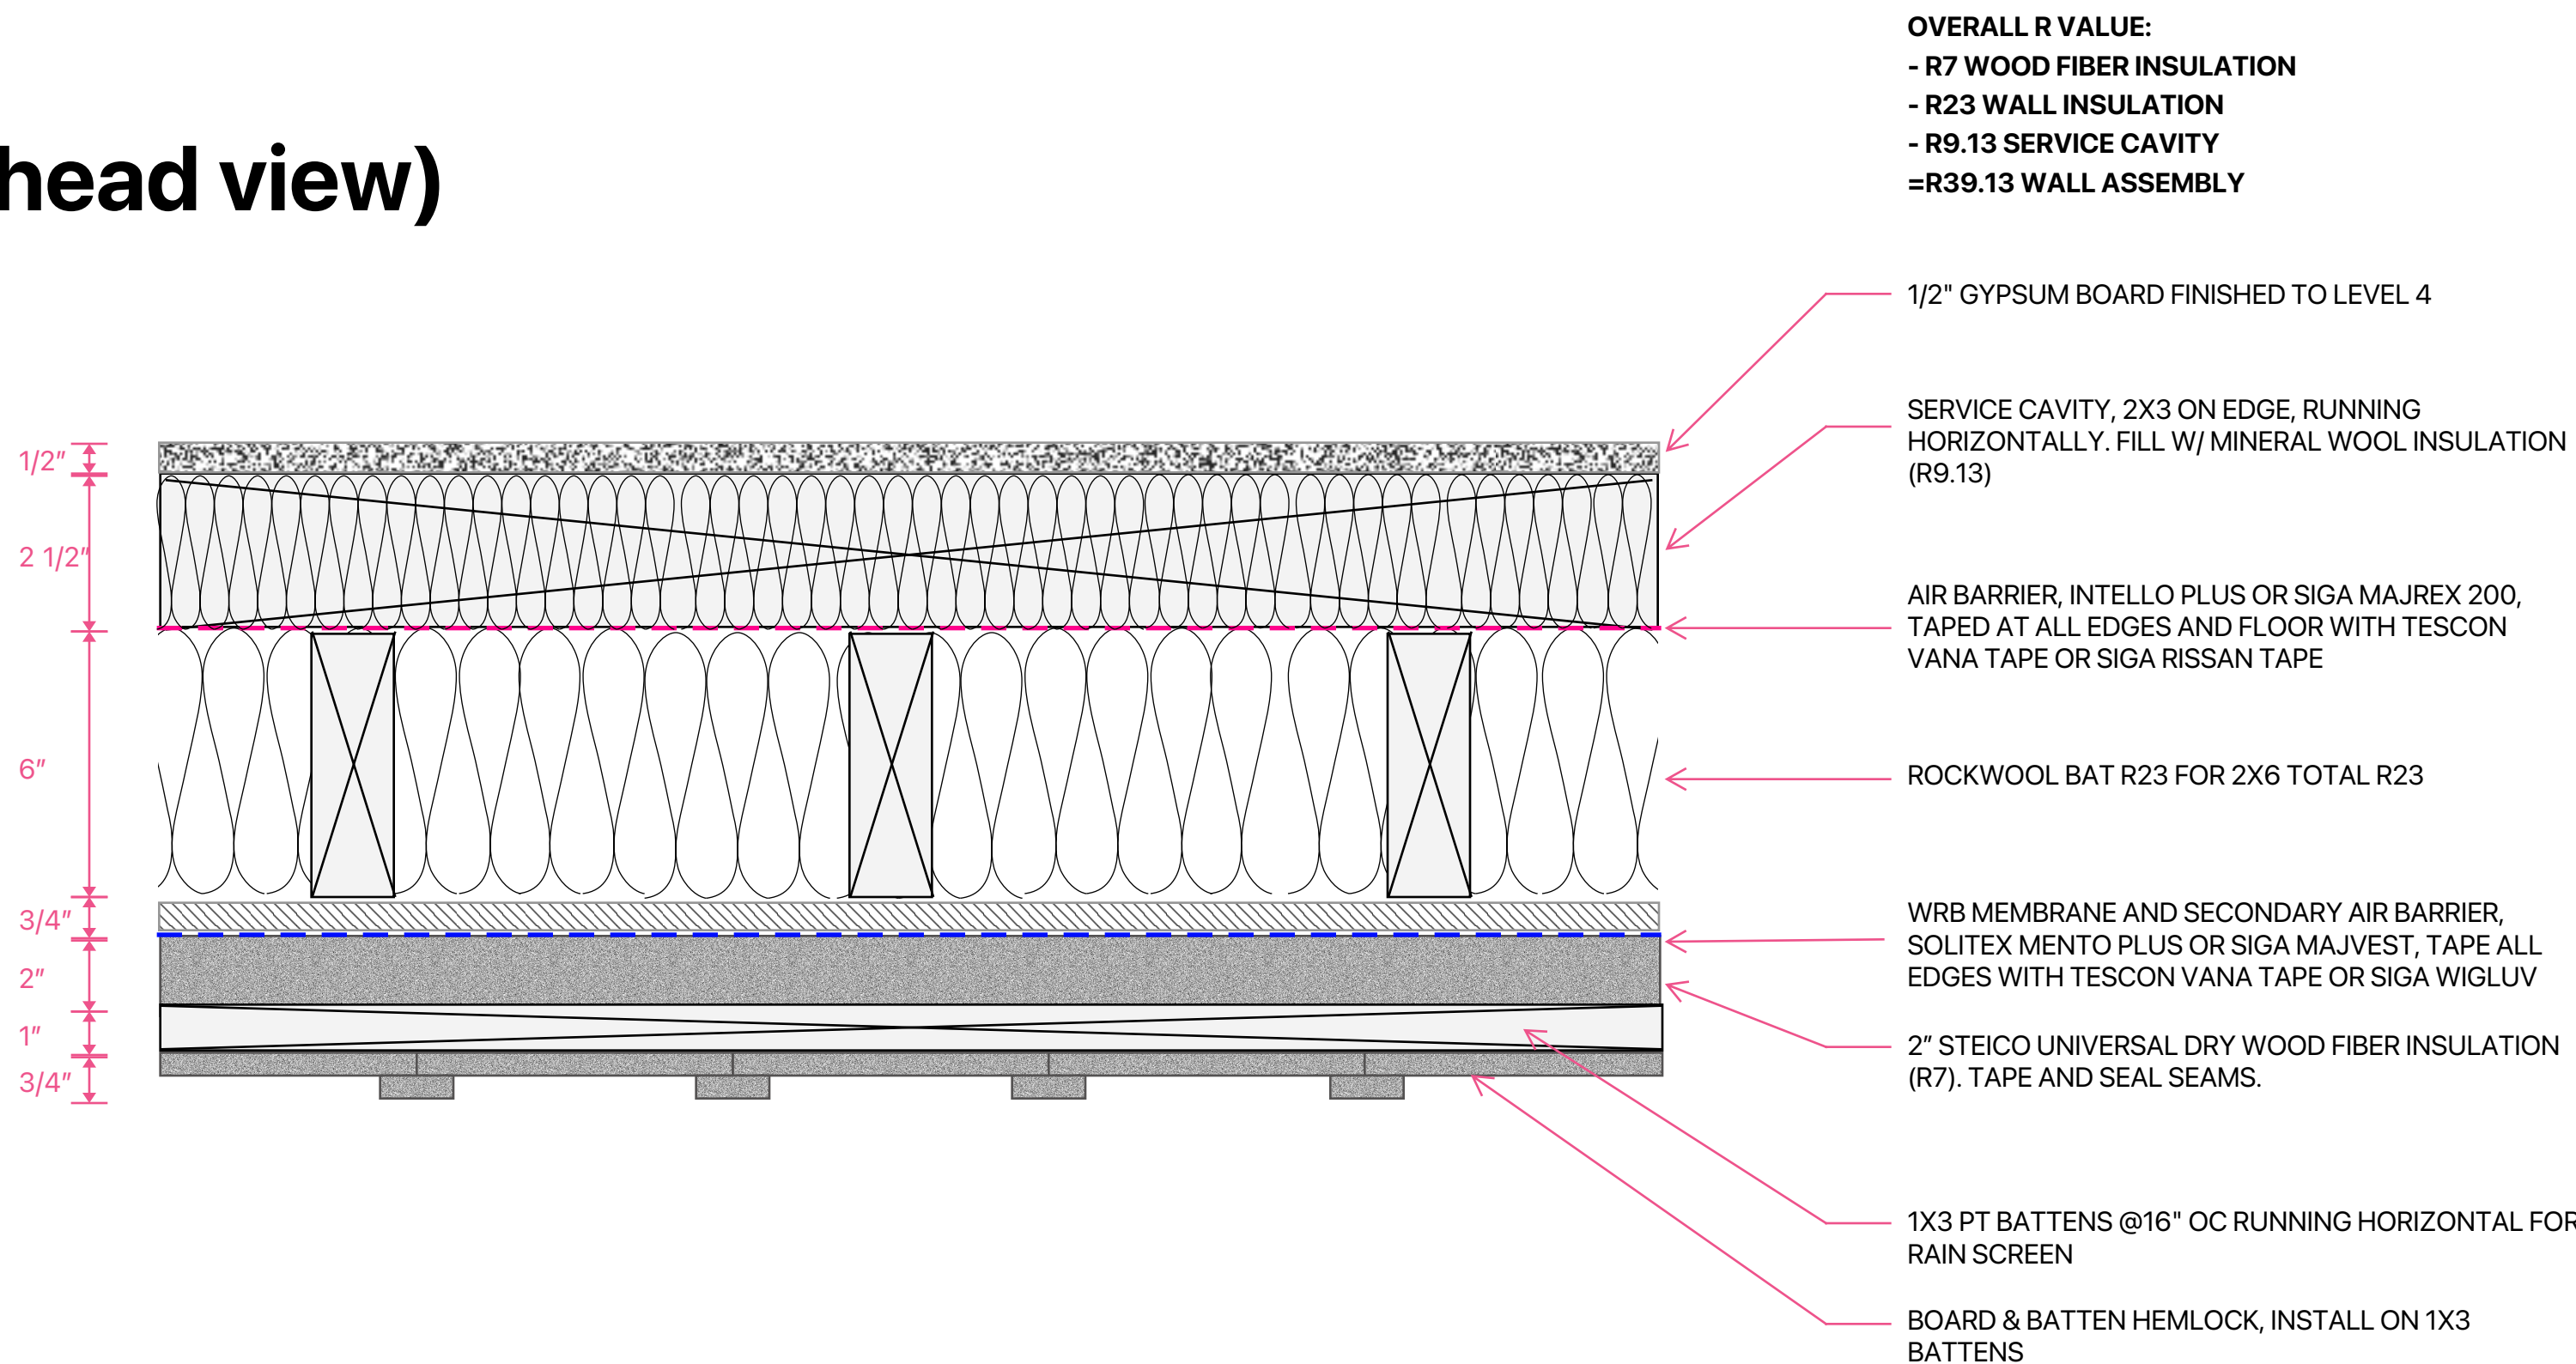 head view)
OVERALL R VALUE:
- R7 WOOD FIBER INSULATION
- R23 WALL INSULATION
- R9.13 SERVICE CAVITY
=R39.13 WALL ASSEMBLY
1/2" GYPSUM BOARD FINISHED TO LEVEL 4
SERVICE CAVITY, 2X3 ON EDGE, RUNNING
HORIZONTALLY. FILL W/ MINERAL WOOL INSULATION
(R9.13)
AIR BARRIER, INTELLO PLUS OR SIGA MAJREX 200,
TAPED AT ALL EDGES AND FLOOR WITH TESCON
VANA TAPE OR SIGA RISSAN TAPE
ROCKWOOL BAT R23 FOR 2X6 TOTAL R23
WRB MEMBRANE AND SECONDARY AIR BARRIER,
SOLITEX MENTO PLUS OR SIGA MAJVEST, TAPE ALL
EDGES WITH TESCON VANA TAPE OR SIGA WIGLUV
2” STEICO UNIVERSAL DRY WOOD FIBER INSULATION
(R7). TAPE AND SEAL SEAMS.
1X3 PT BATTENS @16" OC RUNNING HORIZONTAL FOR
RAIN SCREEN
BOARD & BATTEN HEMLOCK, INSTALL ON 1X3
BATTENS
1/2”
2 1/2”
6”
3/4”
2”
1”
3/4”